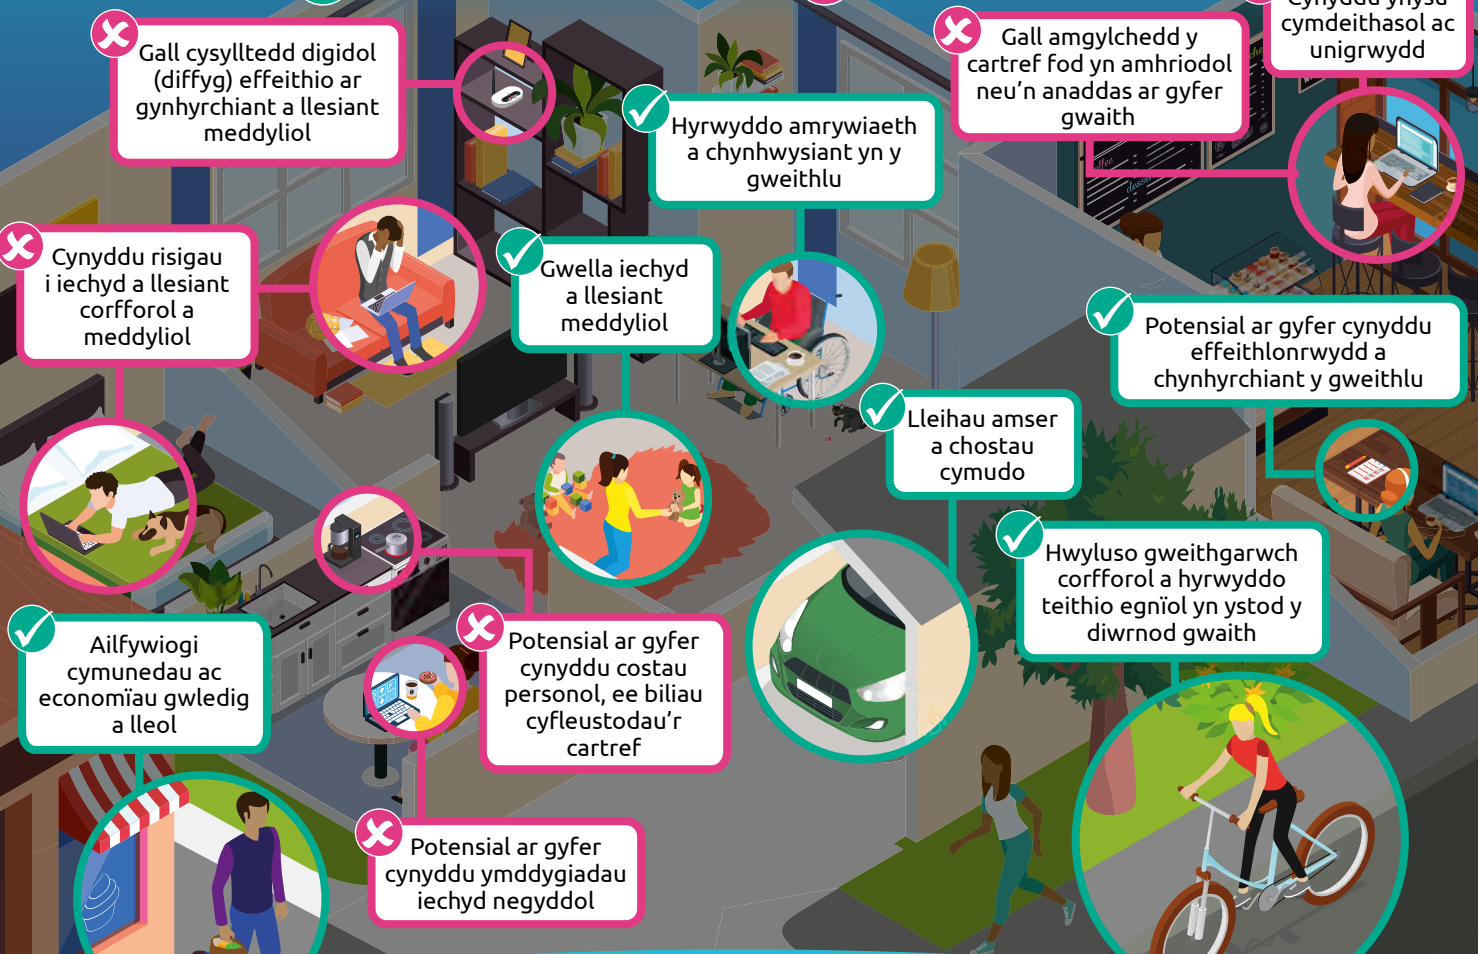 Gall cysylltedd digidol
(diffyg) effeithio ar
gynhyrchiant a llesiant
meddyliol
Hyrwyddo amrywiaeth
a chynhwysiant yn y
gweithlu
Gall amgylchedd y
cartref fod yn amhriodol
neu’n anaddas ar gyfer
gwaith
Cynyddu ynysu
cymdeithasol ac
unigrwydd
Cynyddu risigau
i iechyd a llesiant
corfforol a
meddyliol
Gwella iechyd
a llesiant
meddyliol
Potensial ar gyfer cynyddu
effeithlonrwydd a
chynhyrchiant y gweithlu
Lleihau amser
a chostau
cymudo
Hwyluso gweithgarwch
corfforol a hyrwyddo
teithio egnïol yn ystod y
diwrnod gwaith
Ailfywiogi
cymunedau ac
economïau gwledig
a lleol
Potensial ar gyfer
cynyddu costau
personol, ee biliau
cyfleustodau’r
cartref
Potensial ar gyfer
cynyddu ymddygiadau
iechyd negyddol